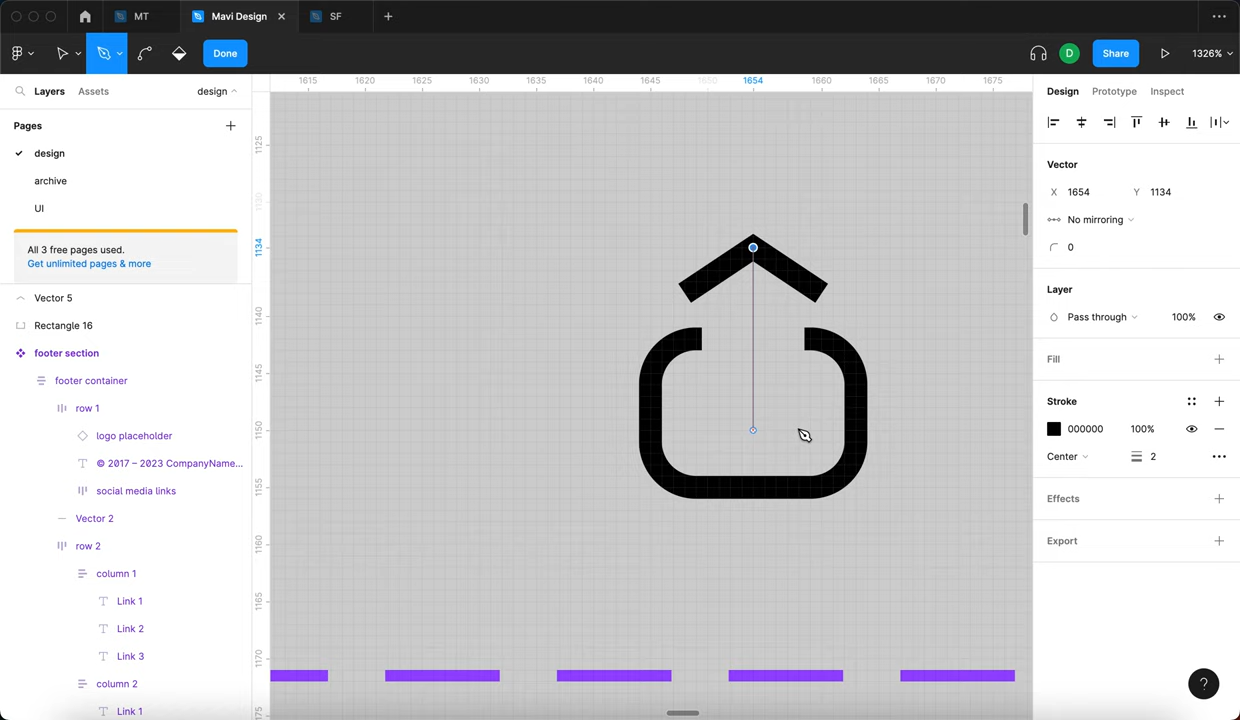 MT
Mavi Design
SF
Done
D
Share
1326%
Layers
Assets
design
Pages
design
archive
UI
All 3 free pages used.
Get unlimited pages & more
Vector 5
Rectangle 16
footer section
footer container
row 1
logo placeholder
© 2017 – 2023 CompanyName...
social media links
Vector 2
row 2
column 1
Link 1
Link 2
Link 3
column 2
Link 1
1615 1620 1625 1630 1635 1640 1645 1650 1654 1660 1665 1670 1675
1125
1130
1134
1140
1145
1150
1155
1160
1165
1170
1175
Design Prototype Inspect
Vector
X 1654 Y 1134
No mirroring
0
Layer
Pass through 100%
Fill
Stroke
000000 100%
Center 2
Effects
Export
?